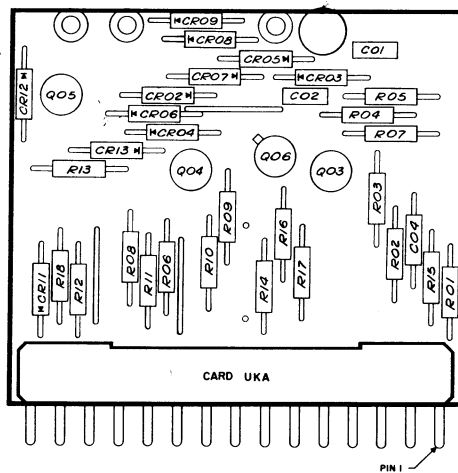 CR09
CR08
C01
CR05
CR07
CR03
CR12
Q05
CR02
C02
R05
CR06
R04
CR04
R07
CR13
Q06
R13
Q04
Q03
R03
R09
R16
R02
C04
R08
R10
R06
R11
R14
R17
R15
R01
CR11
R18
R12
CARD UKA
PIN 1